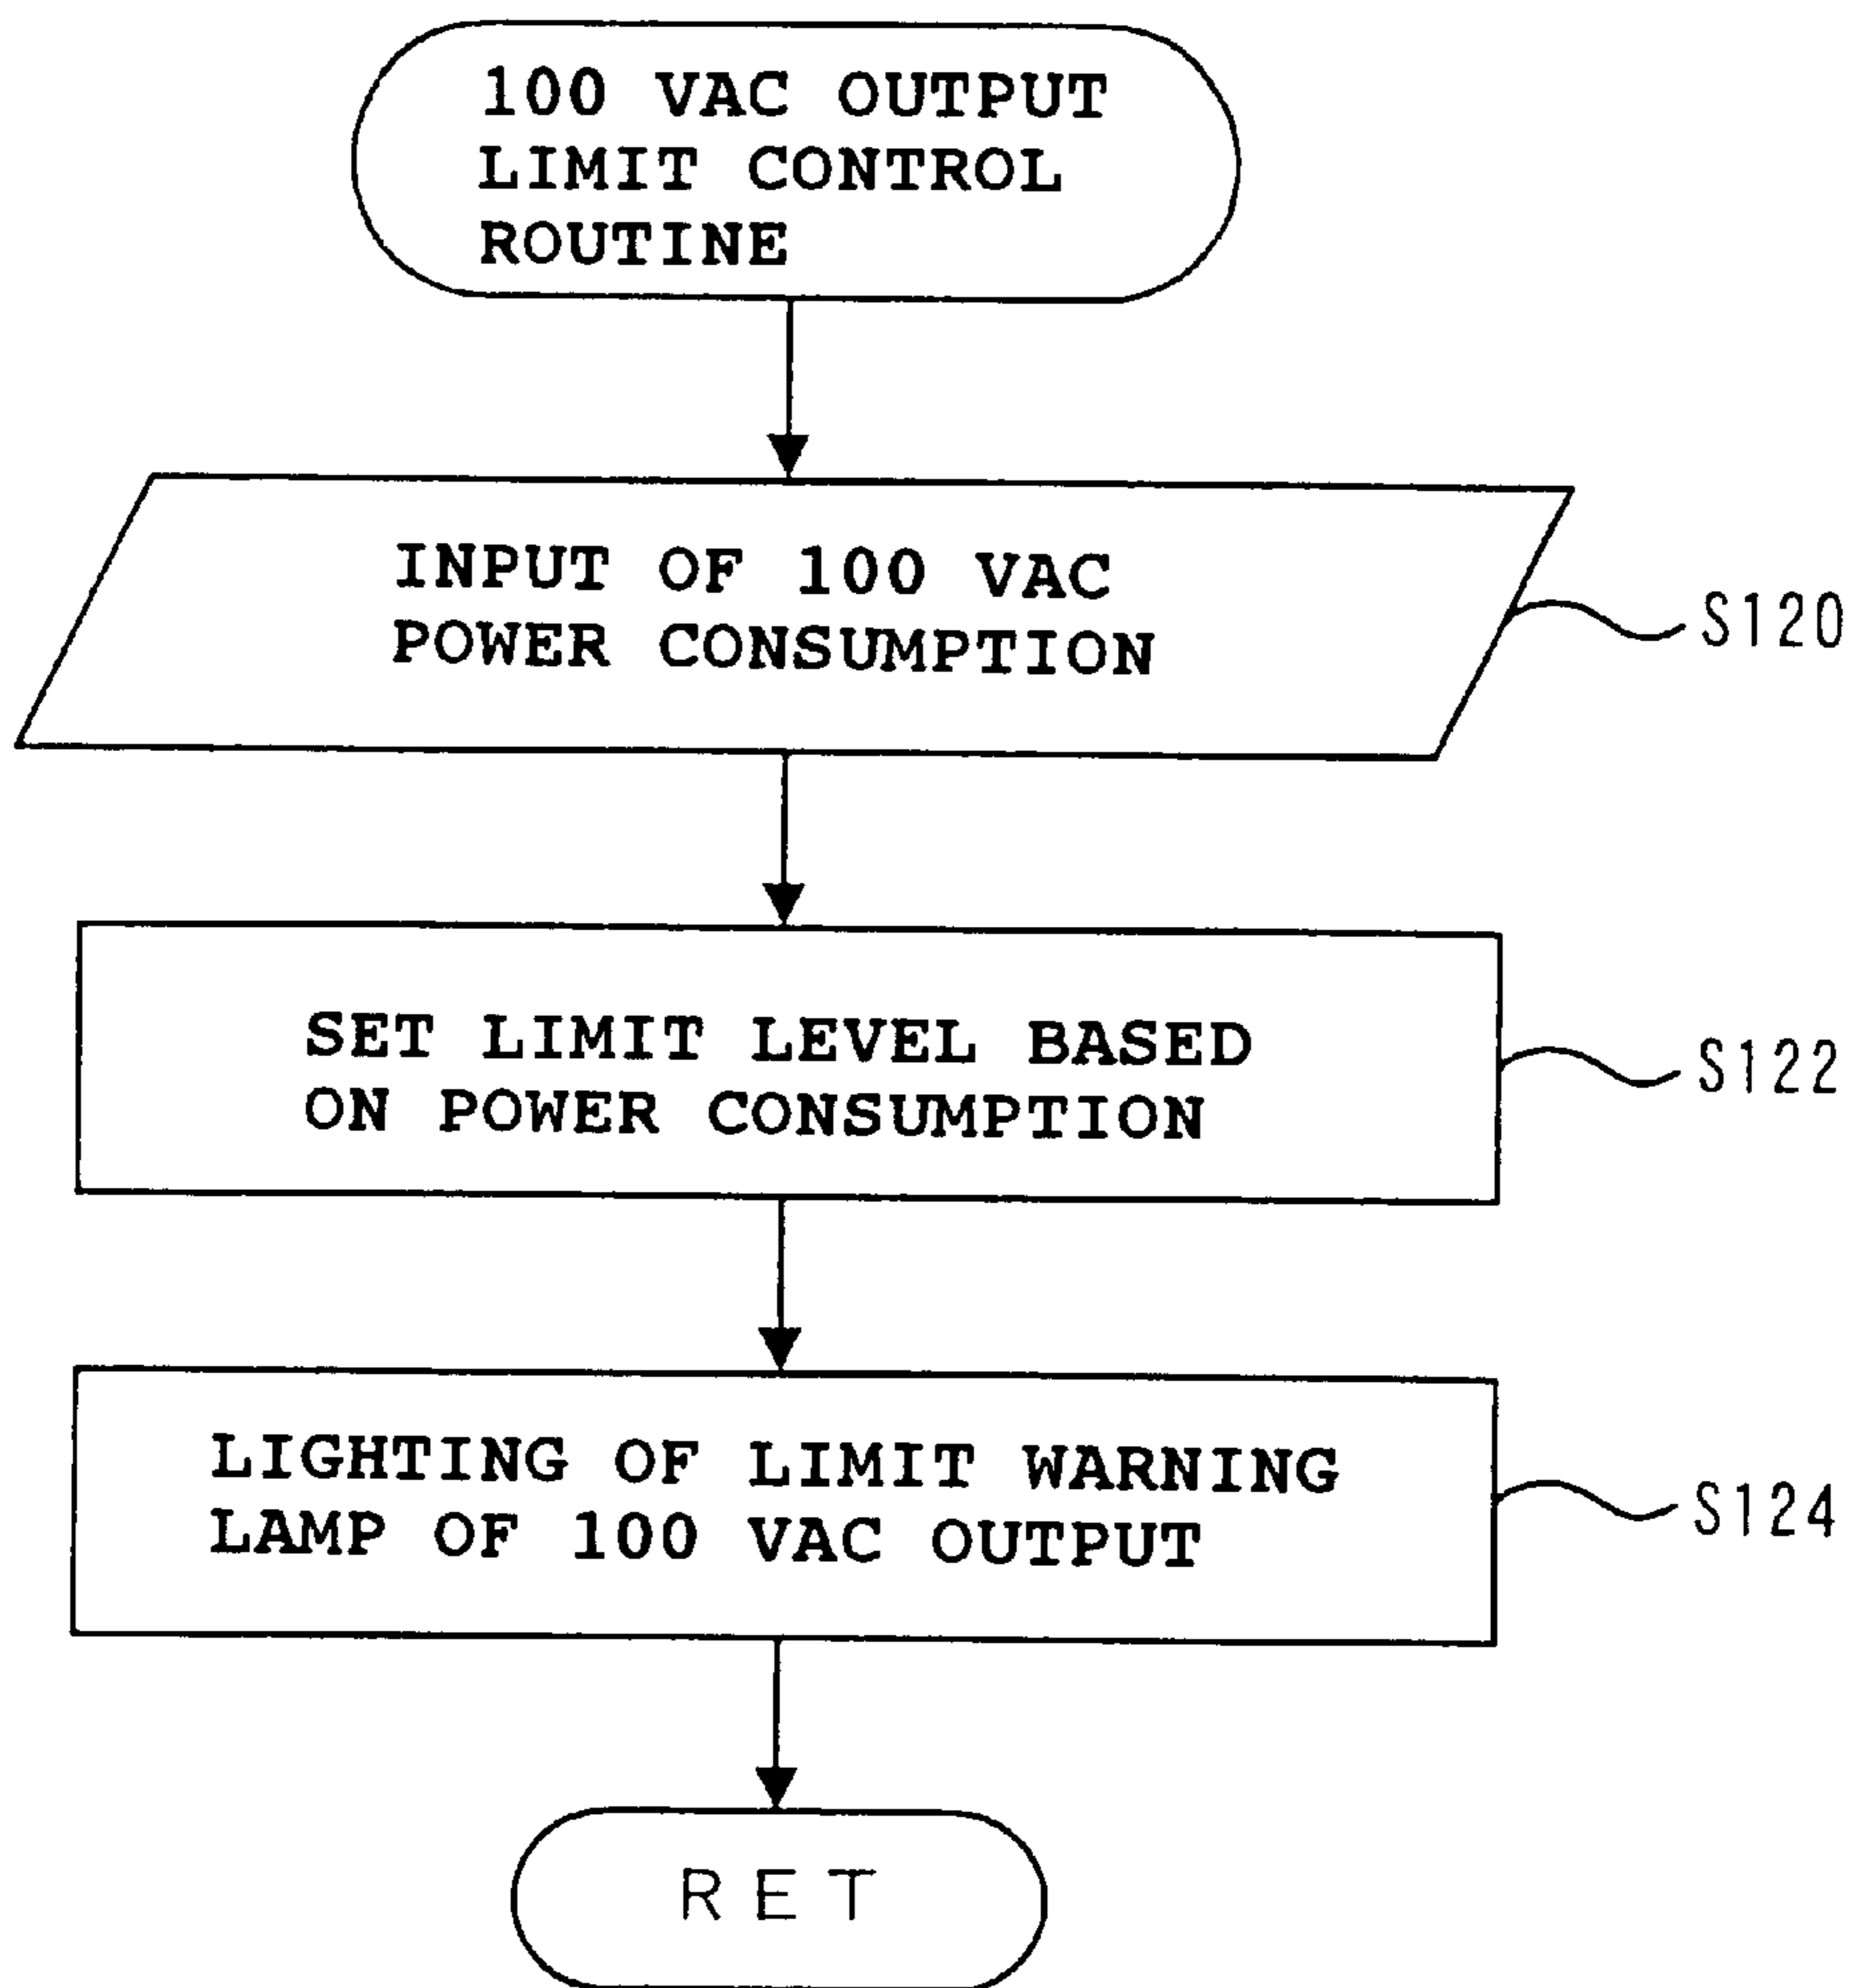 100 VAC OUTPUT
LIMIT CONTROL
ROUTINE
INPUT OF 100 VAC
POWER CONSUMPTION
S120
SET LIMIT LEVEL BASED
ON POWER CONSUMPTION
S122
LIGHTING OF LIMIT WARNING
LAMP OF 100 VAC OUTPUT
S124
RET